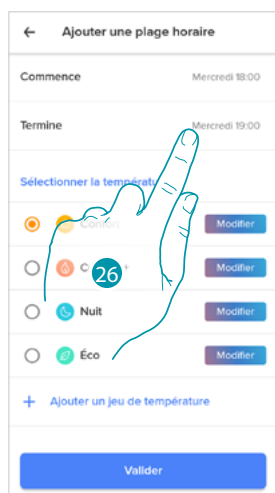 ← Ajouter une plage horaire
Commence Mercredi 18:00
Termine Mercredi 19:00
Sélectionner la températu
Confort Modifier
C + Modifier
26
Nuit Modifier
Éco Modifier
+ Ajouter un jeu de température
Valider